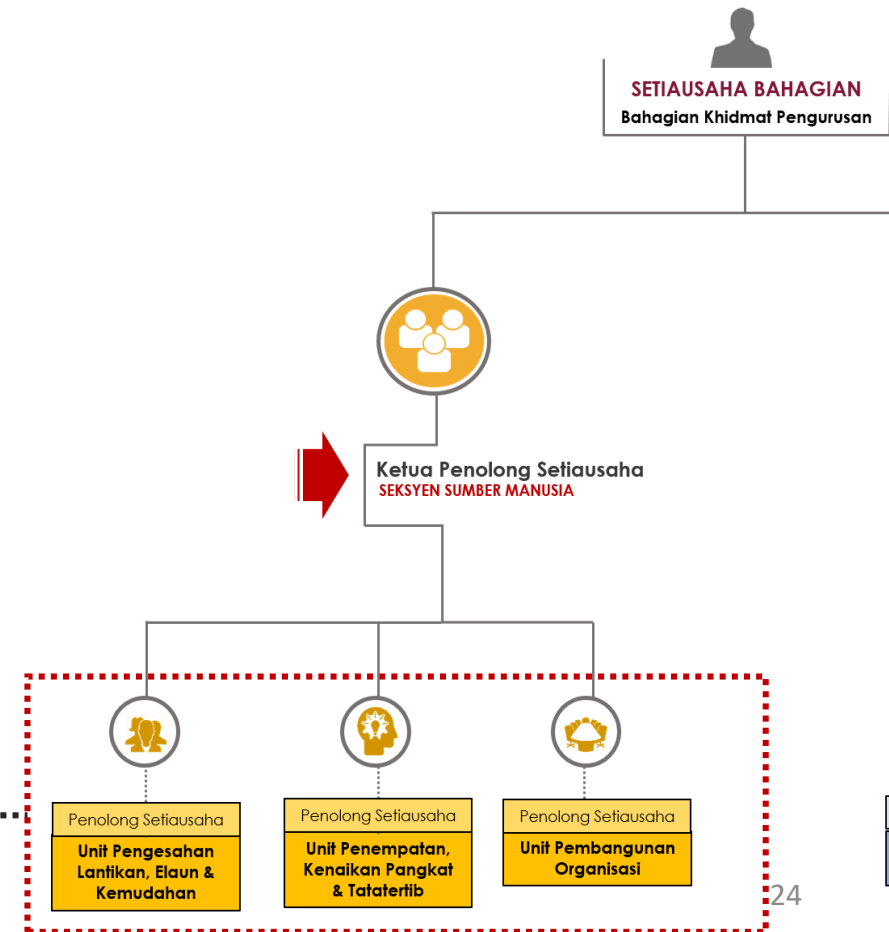 SETIAUSAHA BAHAGIAN
Bahagian Khidmat Pengurusan
Ketua Penolong Setiausaha
SEKSYEN SUMBER MANUSIA
Penolong Setiausaha
Unit Pengesahan
Lantikan, Elaun &
Kemudahan
Penolong Setiausaha
Unit Penempatan,
Kenaikan Pangkat
& Tatatertib
Penolong Setiausaha
Unit Pembangunan
Organisasi
24